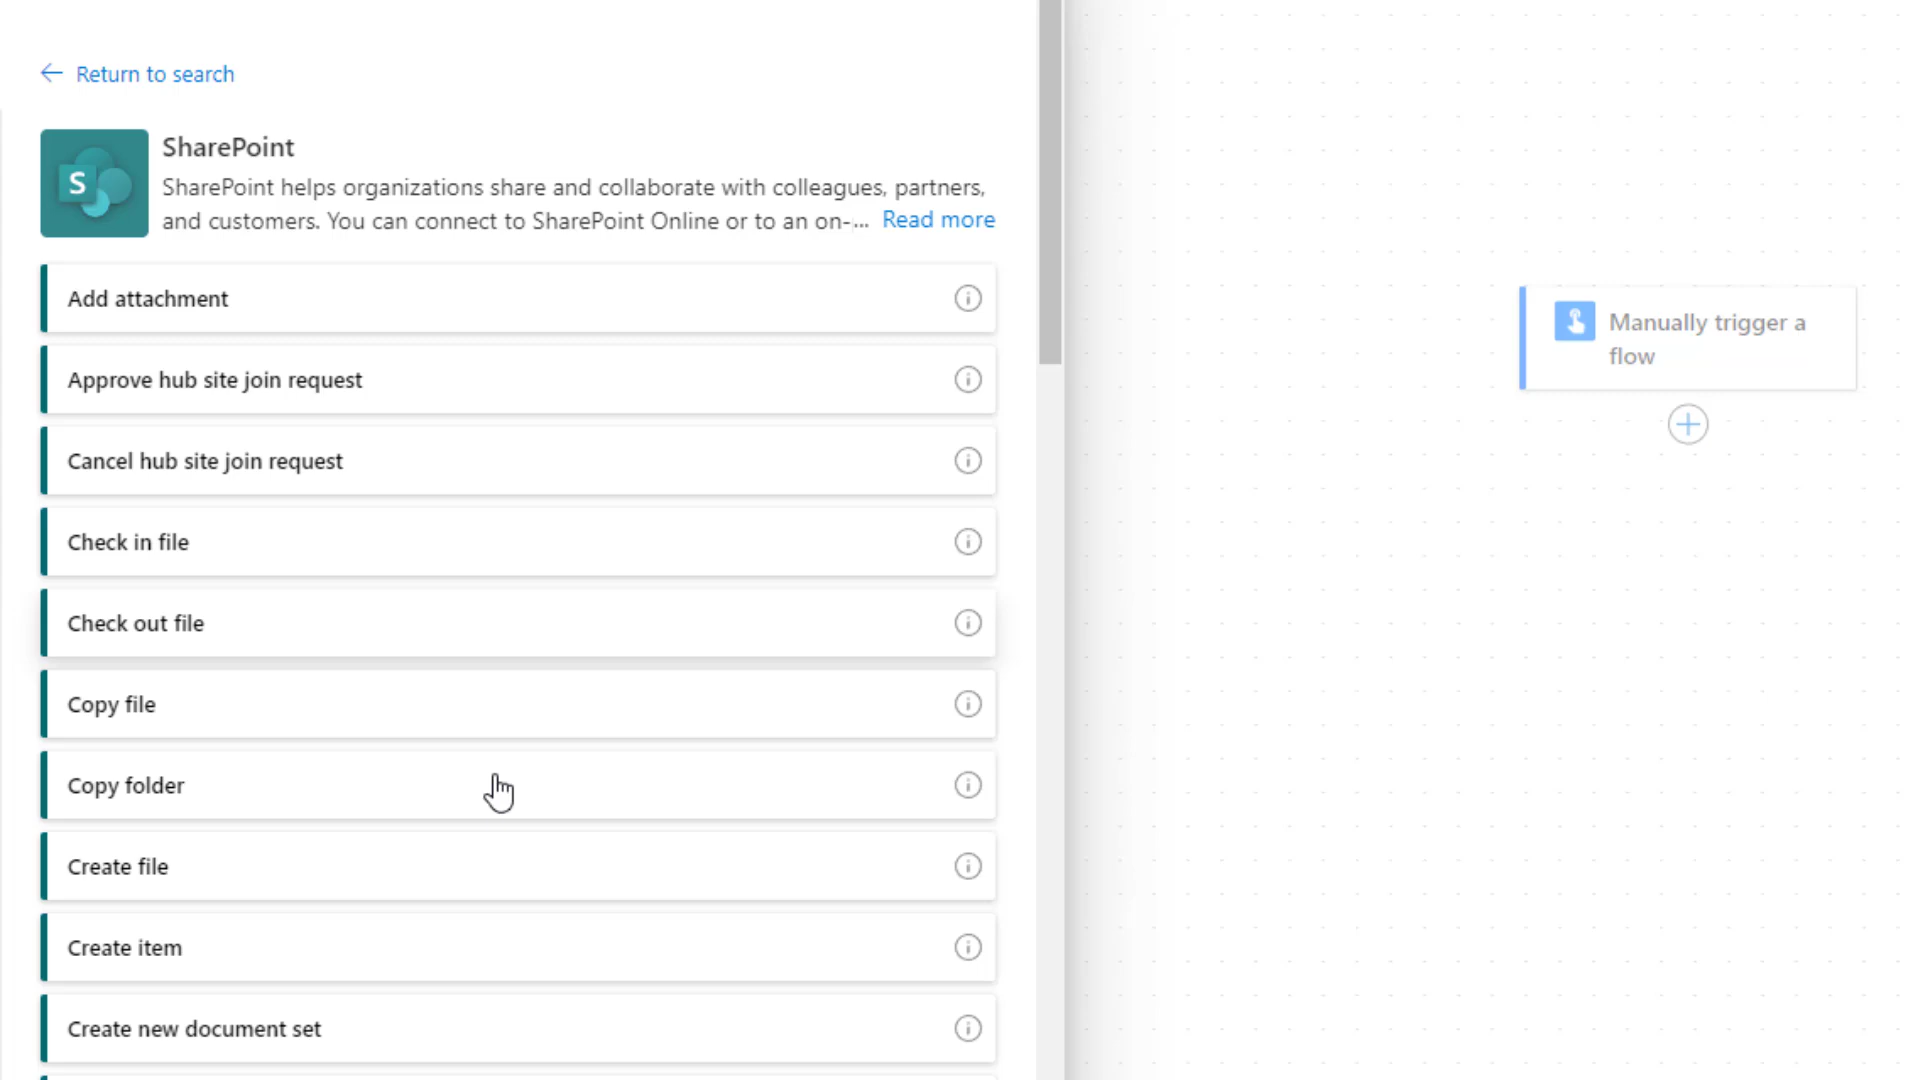 Return to search
SharePoint
SharePoint helps organizations share and collaborate with colleagues, partners,
and customers. You can connect to SharePoint Online or to an on-... Read more
Add attachment
Approve hub site join request
Cancel hub site join request
Check in file
Check out file
Copy file
Copy folder
Create file
Create item
Create new document set
Manually trigger a
flow